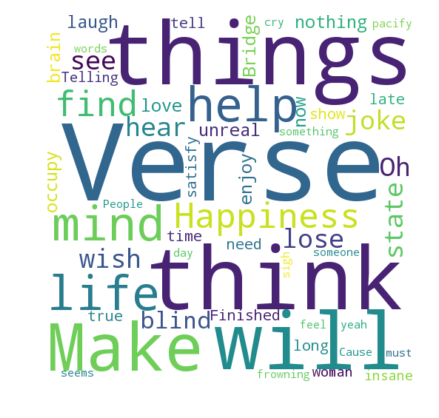 laugh tell nothing cry pacify
brain see things Bridge words
Telling find love help now show late
hear unreal something joke
Verse satisfy enjoy Oh
occupy People mind Happiness state
time need lose someone
wish day sigh
life think
true blind Finished feel yeah
Make will long Cause must
seems frowning woman insane